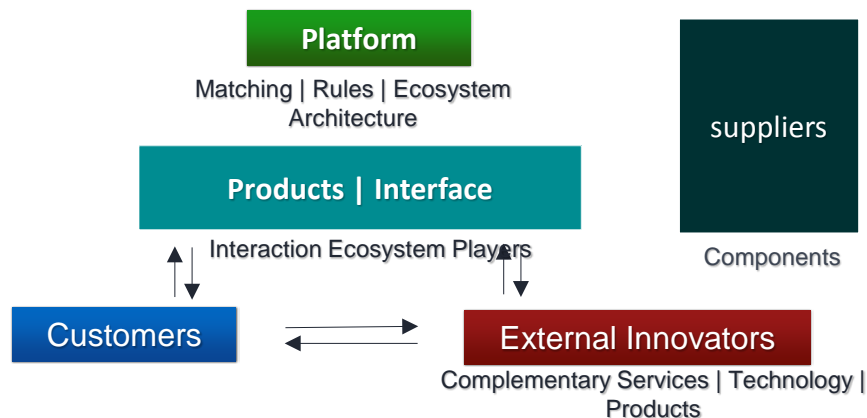 Platform
Matching | Rules | Ecosystem
Architecture
suppliers
Products | Interface
Interaction Ecosystem Players
Components
Customers
External Innovators
Complementary Services | Technology |
Products